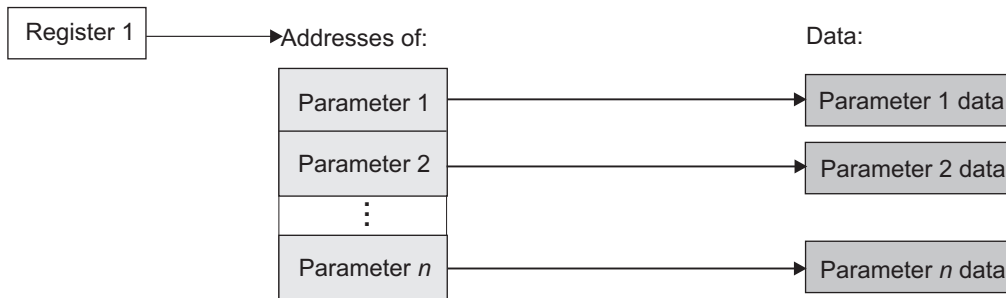 Register 1
Addresses of:
Data:
Parameter 1
Parameter 1 data
Parameter 2
Parameter 2 data
⋮
Parameter n
Parameter n data